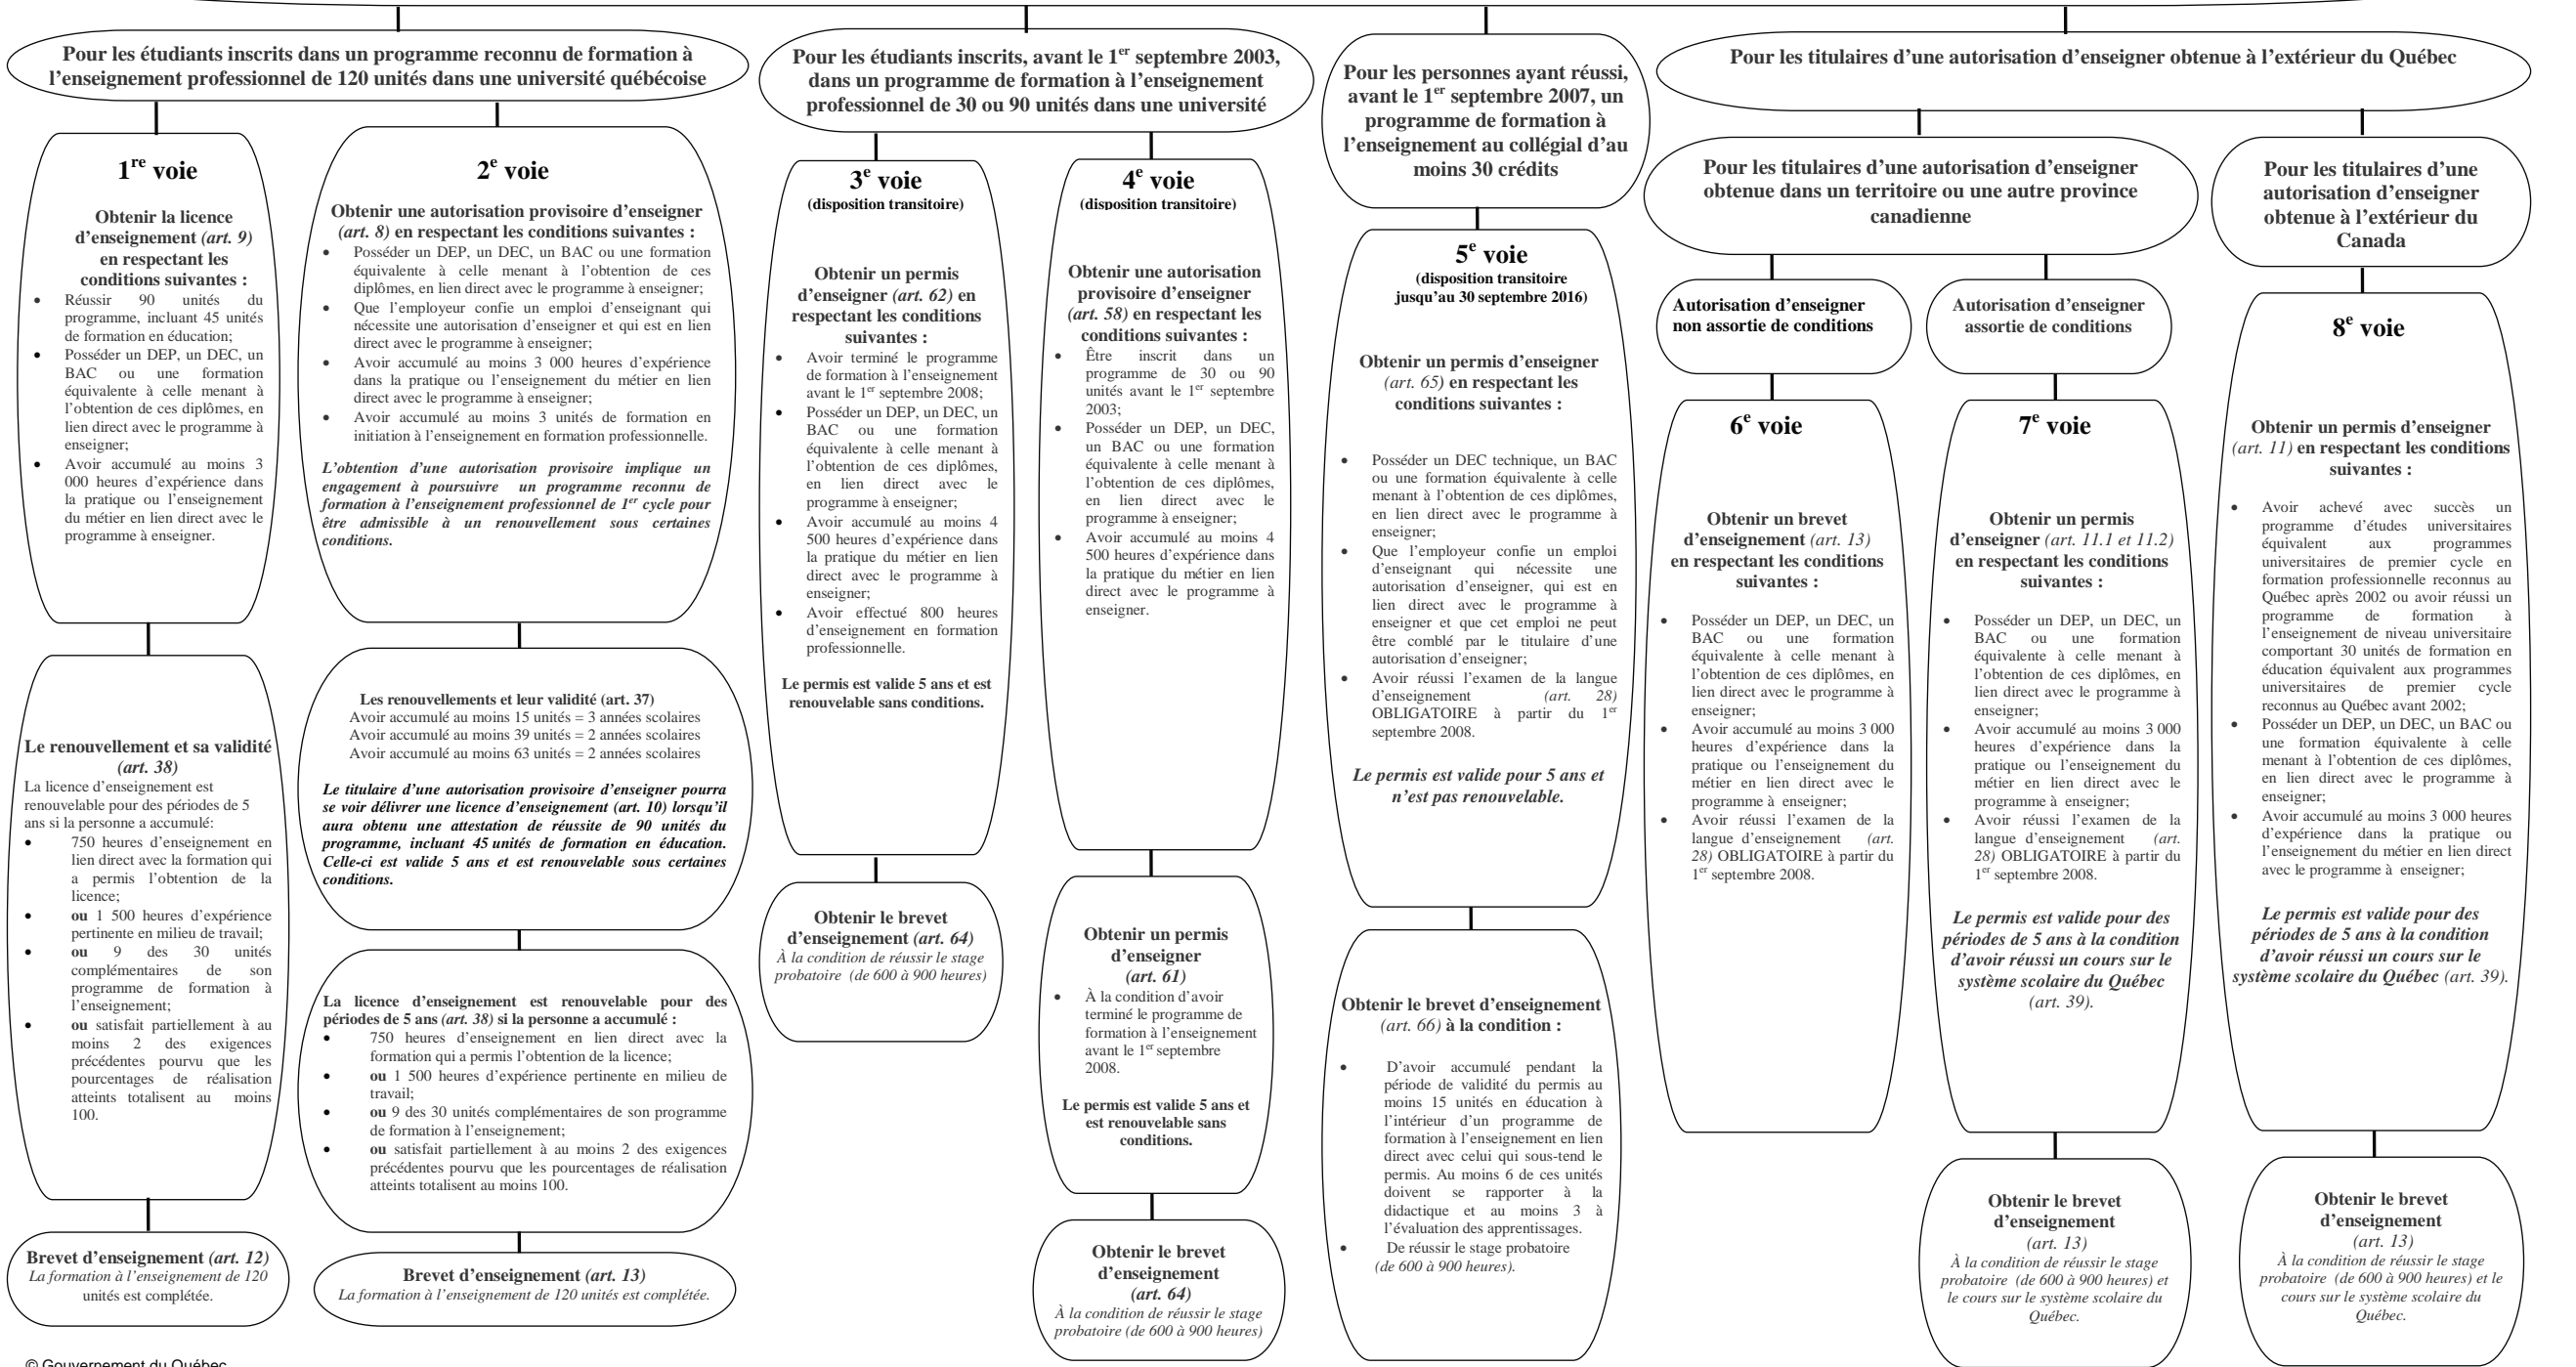 Pour les étudiants inscrits dans un programme reconnu de formation à
l'enseignement professionnel de 120 unités dans une université québécoise
1re voie
Obtenir la licence
d'enseignement (art. 9)
en respectant les
conditions suivantes :
• Réussir 90 unités du
programme, incluant 45 unités
de formation en éducation;
• Posséder un DEP, un DEC, un
BAC ou une formation
équivalente à celle menant à
l'obtention de ces diplômes, en
lien direct avec le programme à
enseigner;
• Avoir accumulé au moins 3
000 heures d'expérience dans
la pratique ou l'enseignement
du métier en lien direct avec le
programme à enseigner.
Le renouvellement et sa validité
(art. 38)
La licence d'enseignement est
renouvelable pour des périodes de 5
ans si la personne a accumulé:
• 750 heures d'enseignement en
lien direct avec la formation qui
a permis l'obtention de la
licence;
• ou 1 500 heures d'expérience
pertinente en milieu de travail;
• ou 9 des 30 unités
complémentaires de son
programme de formation à
l'enseignement;
• ou satisfait partiellement à au
moins 2 des exigences
précédentes pourvu que les
pourcentages de réalisation
atteints totalisent au moins
100.
Brevet d'enseignement (art. 12)
La formation à l'enseignement de 120
unités est complétée.
2e voie
Obtenir une autorisation provisoire d'enseigner
(art. 8) en respectant les conditions suivantes :
• Posséder un DEP, un DEC, un BAC ou une formation
équivalente à celle menant à l'obtention de ces
diplômes, en lien direct avec le programme à enseigner;
• Que l'employeur confie un emploi d'enseignant qui
nécessite une autorisation d'enseigner et qui est en lien
direct avec le programme à enseigner;
• Avoir accumulé au moins 3 000 heures d'expérience
dans la pratique ou l'enseignement du métier en lien
direct avec le programme à enseigner;
• Avoir accumulé au moins 3 unités de formation en
initiation à l'enseignement en formation professionnelle.
L'obtention d'une autorisation provisoire implique un
engagement à poursuivre un programme reconnu de
formation à l'enseignement professionnel de 1er cycle pour
être admissible à un renouvellement sous certaines
conditions.
Les renouvellements et leur validité (art. 37)
Avoir accumulé au moins 15 unités = 3 années scolaires
Avoir accumulé au moins 39 unités = 2 années scolaires
Avoir accumulé au moins 63 unités = 2 années scolaires
Le titulaire d'une autorisation provisoire d'enseigner pourra
se voir délivrer une licence d'enseignement (art. 10) lorsqu'il
aura obtenu une attestation de réussite de 90 unités du
programme, incluant 45 unités de formation en éducation.
Celle-ci est valide 5 ans et est renouvelable sous certaines
conditions.
La licence d'enseignement est renouvelable pour des
périodes de 5 ans (art. 38) si la personne a accumulé :
• 750 heures d'enseignement en lien direct avec la
formation qui a permis l'obtention de la licence;
• ou 1 500 heures d'expérience pertinente en milieu de
travail;
• ou 9 des 30 unités complémentaires de son programme
de formation à l'enseignement;
• ou satisfait partiellement à au moins 2 des exigences
précédentes pourvu que les pourcentages de réalisation
atteints totalisent au moins 100.
Brevet d'enseignement (art. 13)
La formation à l'enseignement de 120 unités est complétée.
Pour les étudiants inscrits, avant le 1er septembre 2003,
dans un programme de formation à l'enseignement
professionnel de 30 ou 90 unités dans une université
3e voie
(disposition transitoire)
Obtenir un permis
d'enseigner (art. 62) en
respectant les conditions
suivantes :
• Avoir terminé le programme
de formation à l'enseignement
avant le 1er septembre 2008;
• Posséder un DEP, un DEC, un
BAC ou une formation
équivalente à celle menant à
l'obtention de ces diplômes,
en lien direct avec le
programme à enseigner;
• Avoir accumulé au moins 4
500 heures d'expérience dans
la pratique du métier en lien
direct avec le programme à
enseigner;
• Avoir effectué 800 heures
d'enseignement en formation
professionnelle.
Le permis est valide 5 ans et est
renouvelable sans conditions.
Obtenir le brevet
d'enseignement (art. 64)
À la condition de réussir le stage
probatoire (de 600 à 900 heures)
4e voie
(disposition transitoire)
Obtenir une autorisation
provisoire d'enseigner
(art. 58) en respectant les
conditions suivantes :
• Être inscrit dans un
programme de 30 ou 90
unités avant le 1er septembre
2003;
• Posséder un DEP, un DEC,
un BAC ou une formation
équivalente à celle menant à
l'obtention de ces diplômes,
en lien direct avec le
programme à enseigner;
• Avoir accumulé au moins 4
500 heures d'expérience dans
la pratique du métier en lien
direct avec le programme à
enseigner.
Obtenir un permis
d'enseigner
(art. 61)
• À la condition d'avoir
terminé le programme de
formation à l'enseignement
avant le 1er septembre
2008.
Le permis est valide 5 ans et
est renouvelable sans
conditions.
Obtenir le brevet
d'enseignement
(art. 64)
À la condition de réussir le stage
probatoire (de 600 à 900 heures)
Pour les personnes ayant réussi,
avant le 1er septembre 2007, un
programme de formation à
l'enseignement au collégial d'au
moins 30 crédits
5e voie
(disposition transitoire
jusqu'au 30 septembre 2016)
Obtenir un permis d'enseigner
(art. 65) en respectant les
conditions suivantes :
• Posséder un DEC technique, un BAC
ou une formation équivalente à celle
menant à l'obtention de ces diplômes,
en lien direct avec le programme à
enseigner;
• Que l'employeur confie un emploi
d'enseignant qui nécessite une
autorisation d'enseigner, qui est en
lien direct avec le programme à
enseigner et que cet emploi ne peut
être comblé par le titulaire d'une
autorisation d'enseigner;
• Avoir réussi l'examen de la langue
d'enseignement (art. 28)
OBLIGATOIRE à partir du 1er
septembre 2008.
Le permis est valide pour 5 ans et
n'est pas renouvelable.
Obtenir le brevet d'enseignement
(art. 66) à la condition :
• D'avoir accumulé pendant la
période de validité du permis au
moins 15 unités en éducation à
l'intérieur d'un programme de
formation à l'enseignement en lien
direct avec celui qui sous-tend le
permis. Au moins 6 de ces unités
doivent se rapporter à la
didactique et au moins 3 à
l'évaluation des apprentissages.
• De réussir le stage probatoire
(de 600 à 900 heures).
Pour les titulaires d'une autorisation d'enseigner obtenue à l'extérieur du Québec
Pour les titulaires d'une autorisation d'enseigner
obtenue dans un territoire ou une autre province
canadienne
Autorisation d'enseigner
non assortie de conditions
6e voie
Obtenir un brevet
d'enseignement (art. 13)
en respectant les conditions
suivantes :
• Posséder un DEP, un DEC, un
BAC ou une formation
équivalente à celle menant à
l'obtention de ces diplômes, en
lien direct avec le programme à
enseigner;
• Avoir accumulé au moins 3 000
heures d'expérience dans la
pratique ou l'enseignement du
métier en lien direct avec le
programme à enseigner;
• Avoir réussi l'examen de la
langue d'enseignement (art.
28) OBLIGATOIRE à partir du
1er septembre 2008.
Autorisation d'enseigner
assortie de conditions
7e voie
Obtenir un permis
d'enseigner (art. 11.1 et 11.2)
en respectant les conditions
suivantes :
• Posséder un DEP, un DEC, un
BAC ou une formation
équivalente à celle menant à
l'obtention de ces diplômes, en
lien direct avec le programme à
enseigner;
• Avoir accumulé au moins 3 000
heures d'expérience dans la
pratique ou l'enseignement du
métier en lien direct avec le
programme à enseigner;
• Avoir réussi l'examen de la
langue d'enseignement (art.
28) OBLIGATOIRE à partir du
1er septembre 2008.
Le permis est valide pour des
périodes de 5 ans à la condition
d'avoir réussi un cours sur le
système scolaire du Québec
(art. 39).
Obtenir le brevet
d'enseignement
(art. 13)
À la condition de réussir le stage
probatoire (de 600 à 900 heures) et
le cours sur le système scolaire du
Québec.
Pour les titulaires d'une
autorisation d'enseigner
obtenue à l'extérieur du
Canada
8e voie
Obtenir un permis d'enseigner
(art. 11) en respectant les conditions
suivantes :
• Avoir achevé avec succès un
programme d'études universitaires
équivalent aux programmes
universitaires de premier cycle en
formation professionnelle reconnus au
Québec après 2002 ou avoir réussi un
programme de formation à
l'enseignement de niveau universitaire
comportant 30 unités de formation en
éducation équivalent aux programmes
universitaires de premier cycle
reconnus au Québec avant 2002;
• Posséder un DEP, un DEC, un BAC ou
une formation équivalente à celle
menant à l'obtention de ces diplômes,
en lien direct avec le programme à
enseigner;
• Avoir accumulé au moins 3 000 heures
d'expérience dans la pratique ou
l'enseignement du métier en lien direct
avec le programme à enseigner;
Le permis est valide pour des
périodes de 5 ans à la condition
d'avoir réussi un cours sur le
système scolaire du Québec (art. 39).
Obtenir le brevet
d'enseignement
(art. 13)
À la condition de réussir le stage
probatoire (de 600 à 900 heures) et le
cours sur le système scolaire du
Québec.
© Gouvernement du Québec